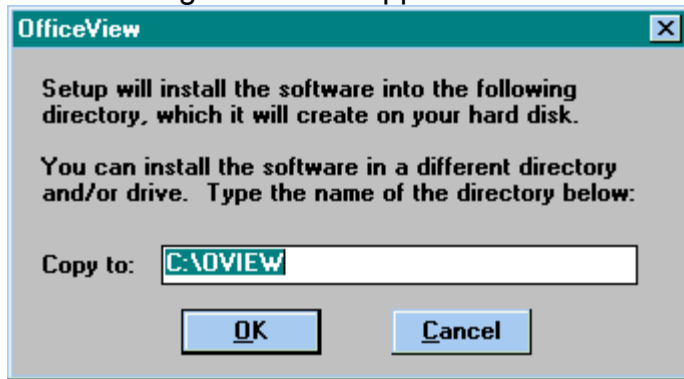 OfficeView
Setup will install the software into the following
directory, which it will create on your hard disk.
You can install the software in a different directory
and/or drive. Type the name of the directory below:
Copy to: C:\OVIEW
OK Cancel